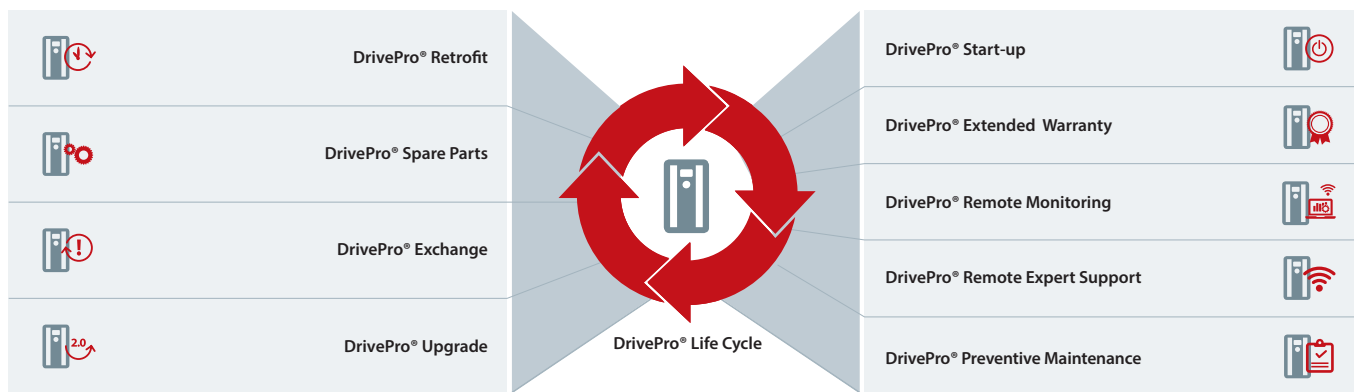 DrivePro® Retrofit
DrivePro® Spare Parts
DrivePro® Exchange
2.0
DrivePro® Upgrade
DrivePro® Life Cycle
DrivePro® Start-up
DrivePro® Extended Warranty
DrivePro® Remote Monitoring
DrivePro® Remote Expert Support
DrivePro® Preventive Maintenance